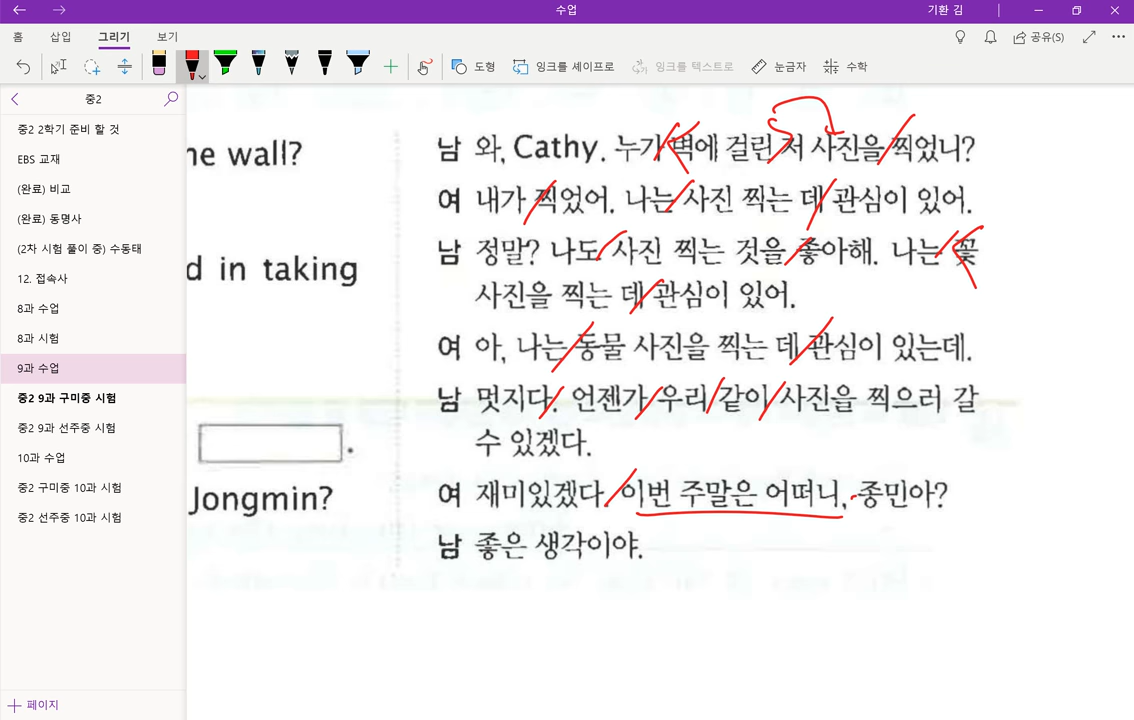 수업
기환 김
홈 삽입 그리기 보기
공유(S)
도형 잉크를 셰이프로 잉크를 텍스트로 눈금자 수학
중2
중2 2학기 준비 할 것
EBS 교재
(완료) 비교
(완료) 동명사
(2차 시험 풀이 중) 수동태
12. 접속사
8과 수업
8과 시험
9과 수업
중2 9과 구미중 시험
중2 9과 선주중 시험
10과 수업
중2 구미중 10과 시험
중2 선주중 10과 시험
페이지
he wall?
d in taking
.
Jongmin?
남 와, Cathy. 누가 벽에 걸린 저 사진을 찍었니?
여 내가 찍었어. 나는 사진 찍는 데 관심이 있어.
남 정말? 나도 사진 찍는 것을 좋아해. 나는 꽃
사진을 찍는 데 관심이 있어.
여 아, 나는 동물 사진을 찍는 데 관심이 있는데.
남 멋지다. 언젠가 우리 같이 사진을 찍으러 갈
수 있겠다.
여 재미있겠다. 이번 주말은 어떠니, 종민아?
남 좋은 생각이야.